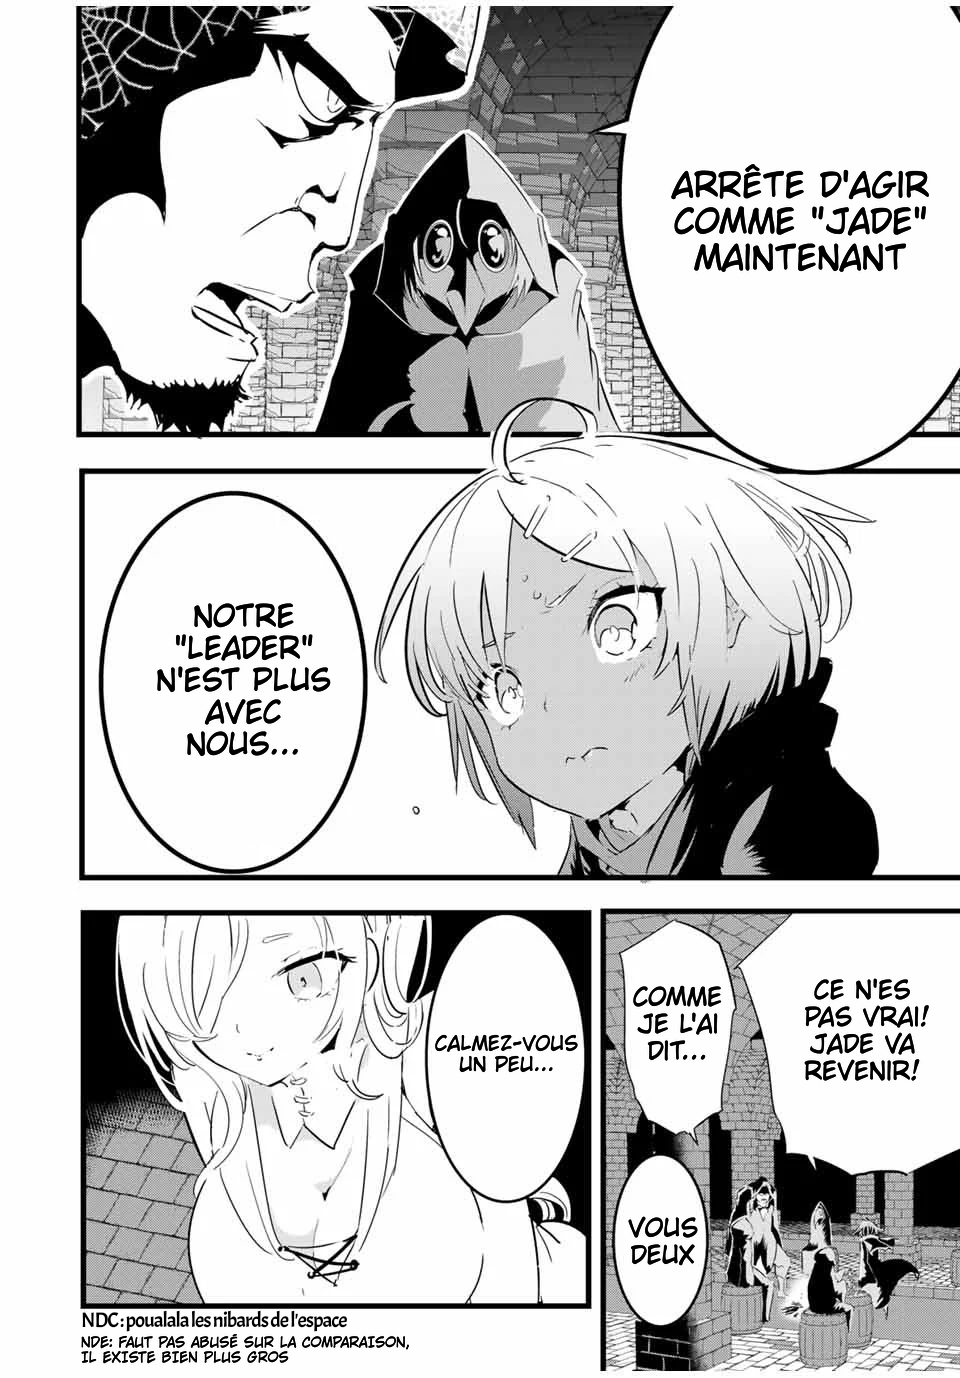 ARRÊTE D'AGIR
COMME "JADE"
MAINTENANT
NOTRE
"LEADER"
N'EST PLUS
AVEC
NOUS...
CE N'ES
PAS VRAI!
JADE VA
REVENIR!
COMME
JE L'AI
DIT...
VOUS
DEUX
CALMEZ-VOUS
UN PEU...
NDC : poualala les nibards de l'espace
NDE: FAUT PAS ABUSÉ SUR LA COMPARAISON,
IL EXISTE BIEN PLUS GROS